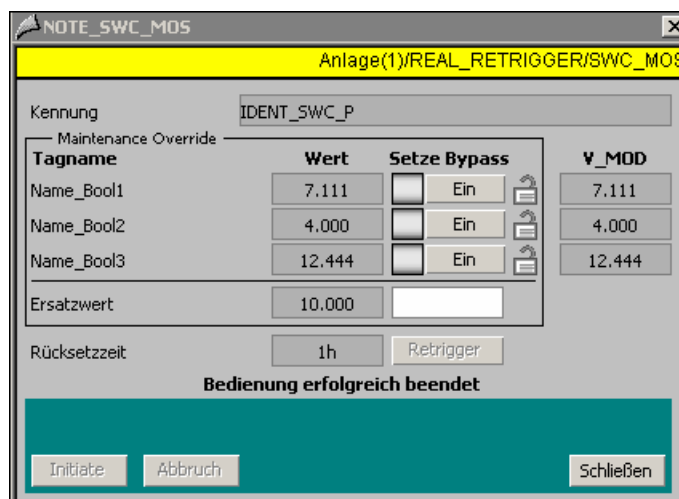 NOTE_SWC_MOS
Anlage(1)/REAL_RETRIGGER/SWC_MOS
Kennung IDENT_SWC_P
Maintenance Override
Tagname Wert Setze Bypass V_MOD
Name_Bool1 7.111 Ein 7.111
Name_Bool2 4.000 Ein 4.000
Name_Bool3 12.444 Ein 12.444
Ersatzwert 10.000
Rücksetzzeit 1h Retrigger
Bedienung erfolgreich beendet
Initiate Abbruch Schließen